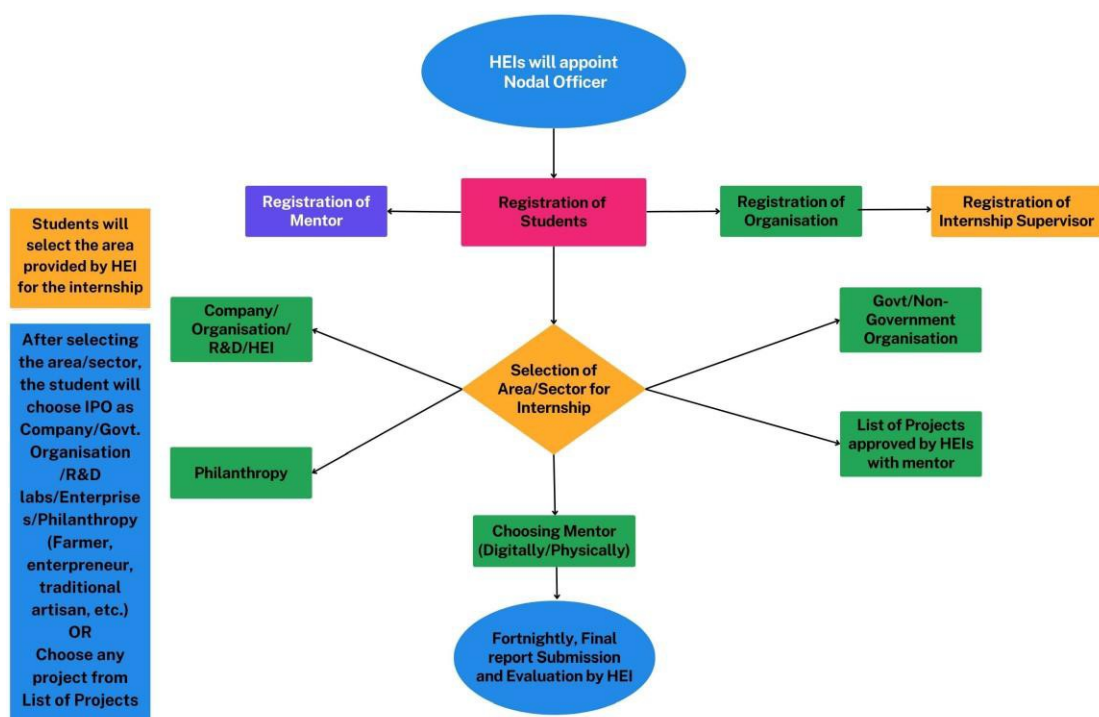 HEIs will appoint
Nodal Officer
Registration of
Mentor
Registration of
Students
Registration of
Organisation
Registration of
Internship Supervisor
Students will
select the area
provided by HEI
for the internship
Company/
Organisation/
R&D/HEI
Govt/Non-
Government
Organisation
Selection of
Area/Sector for
Internship
Philanthropy
List of Projects
approved by HEIs
with mentor
After selecting
the area/sector,
the student will
choose IPO as
Company/Govt.
Organisation
/R&D
labs/Enterprise
s/Philanthropy
(Farmer,
enterpreneur,
traditional
artisan, etc.)
OR
Choose any
project from
List of Projects
Choosing Mentor
(Digitally/Physically)
Fortnightly, Final
report Submission
and Evaluation by HEI